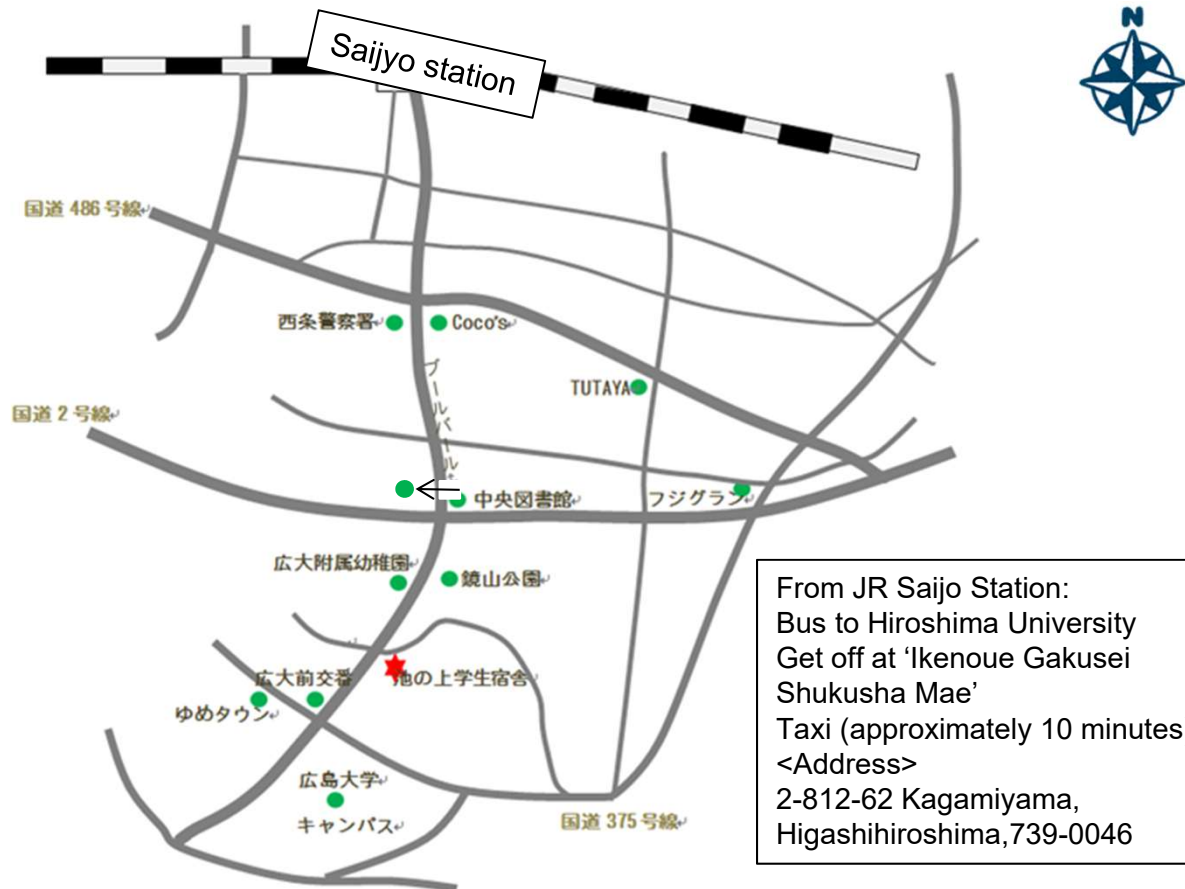 N
Saijyo station
国道 486 号線
西条警察署
Coco's
ブールバール
TUTAYA
国道 2 号線
中央図書館
フジグラン
広大附属幼稚園
鏡山公園
広大前交番
池の上学生宿舎
ゆめタウン
広島大学
キャンパス
国道 375 号線
From JR Saijo Station:
Bus to Hiroshima University
Get off at ‘Ikenoue Gakusei
Shukusha Mae’
Taxi (approximately 10 minutes
<Address>
2-812-62 Kagamiyama,
Higashihiroshima,739-0046